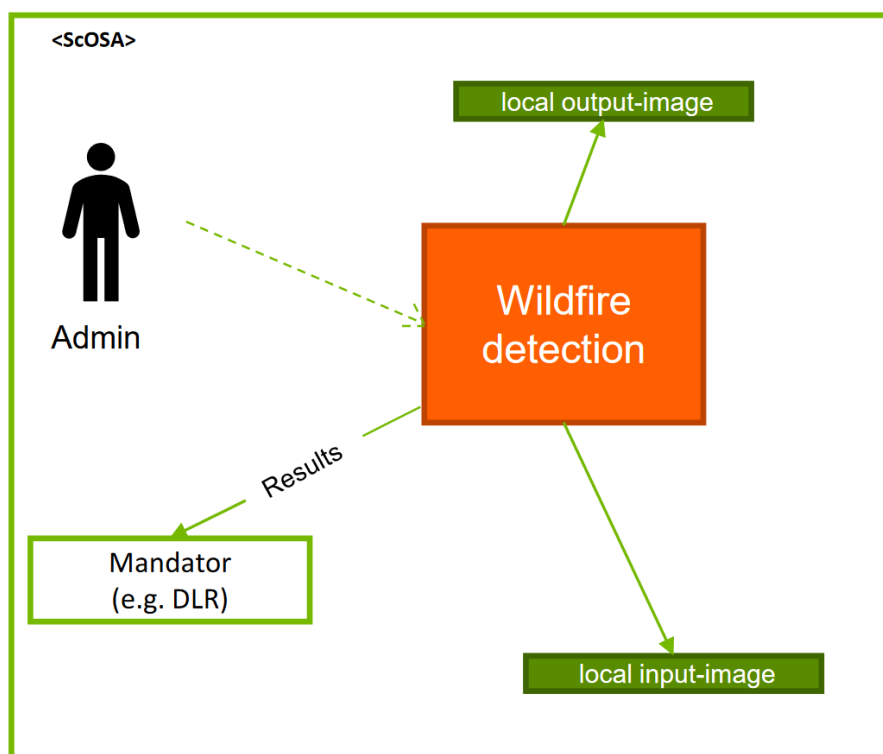 <ScOSA>
local output-image
Wildfire
detection
Admin
Results
Mandator
(e.g. DLR)
local input-image